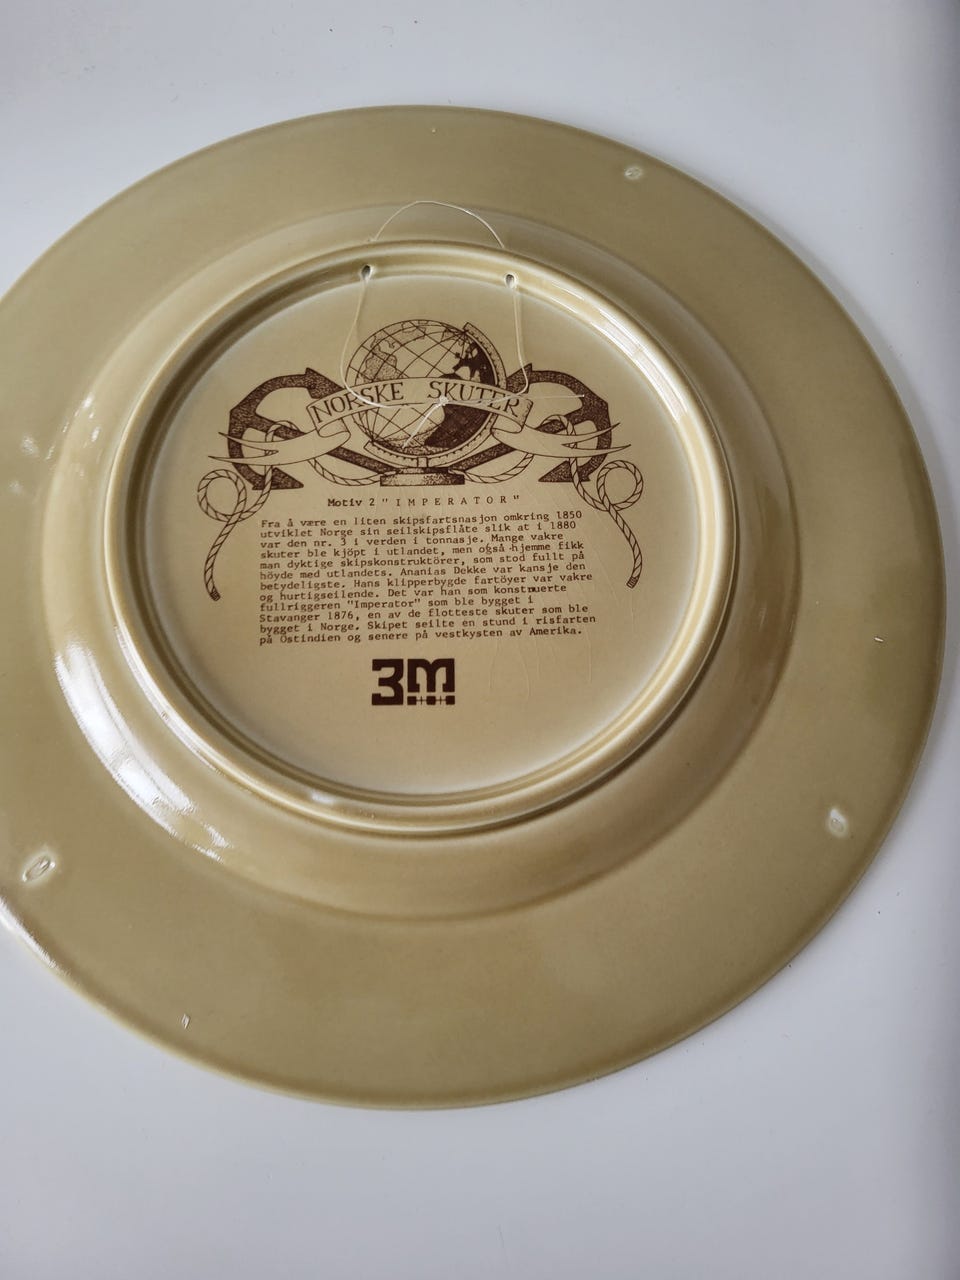 NORSKE SKUTER
Motiv 2 "IMPERATOR"
Fra å være en liten skipsfartsnasjon omkring 1850
utviklet Norge sin seilskipsflåte slik at i 1880
var den nr. 3 i verden i tonnasje. Mange vakre
skuter ble kjöpt i utlandet, men også hjemme fikk
man dyktige skipskonstruktörer, som stod fullt på
höyde med utlandets. Ananias Dekke var kansje den
betydeligste. Hans klipperbygde fartöyer var vakre
og hurtigseilende. Det var han som konstruerte
fullriggeren "Imperator" som ble bygget i
Stavanger 1876, en av de flotteste skuter som ble
bygget i Norge. Skipet seilte en stund i risfarten
på Ostindien og senere på vestkysten av Amerika.
3M